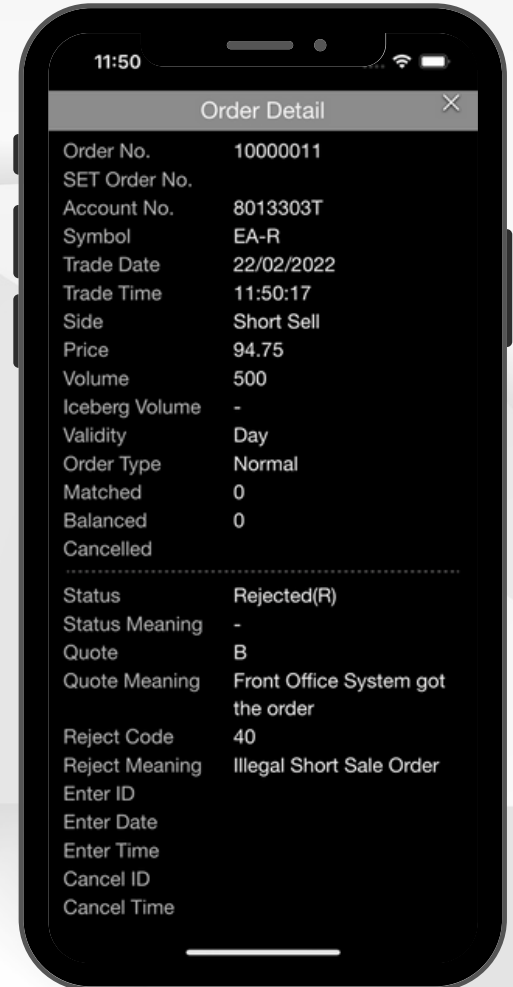 11:50
Order Detail
Order No. 10000011
SET Order No.
Account No. 8013303T
Symbol EA-R
Trade Date 22/02/2022
Trade Time 11:50:17
Side Short Sell
Price 94.75
Volume 500
Iceberg Volume -
Validity Day
Order Type Normal
Matched 0
Balanced 0
Cancelled
Status Rejected(R)
Status Meaning -
Quote B
Quote Meaning Front Office System got
the order
Reject Code 40
Reject Meaning Illegal Short Sale Order
Enter ID
Enter Date
Enter Time
Cancel ID
Cancel Time